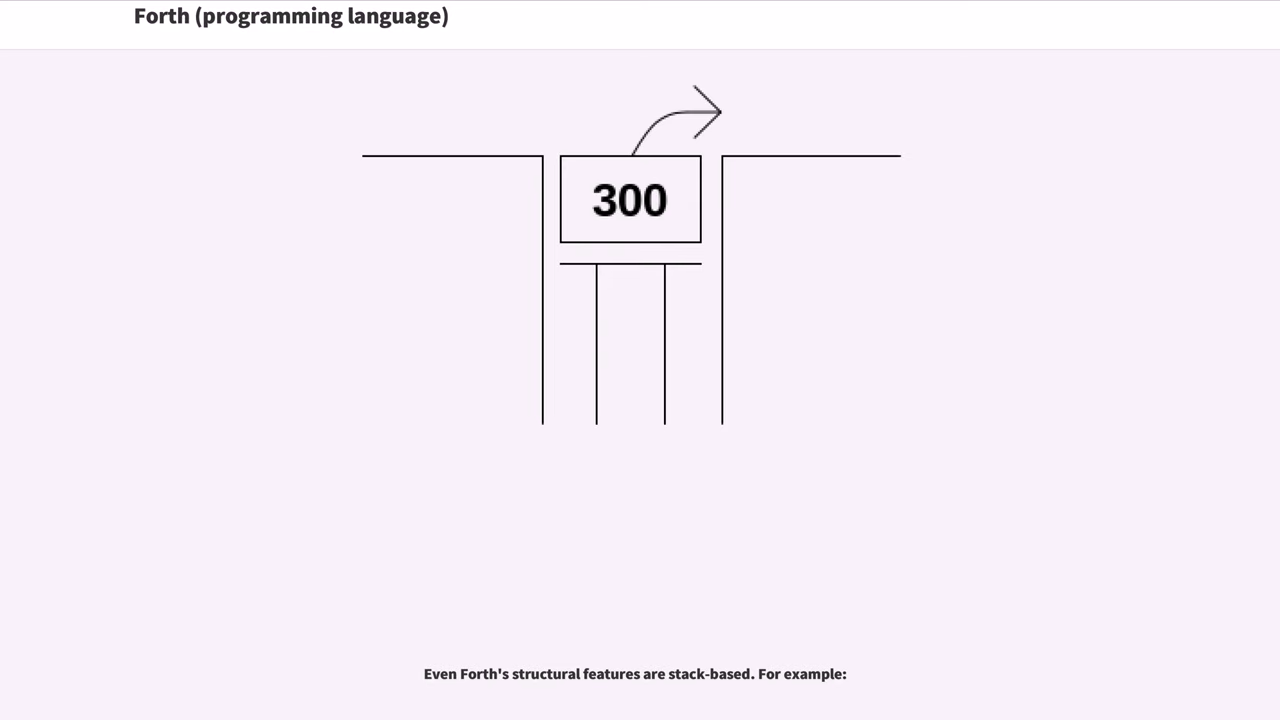 Forth (programming language)
300
Even Forth's structural features are stack-based. For example: